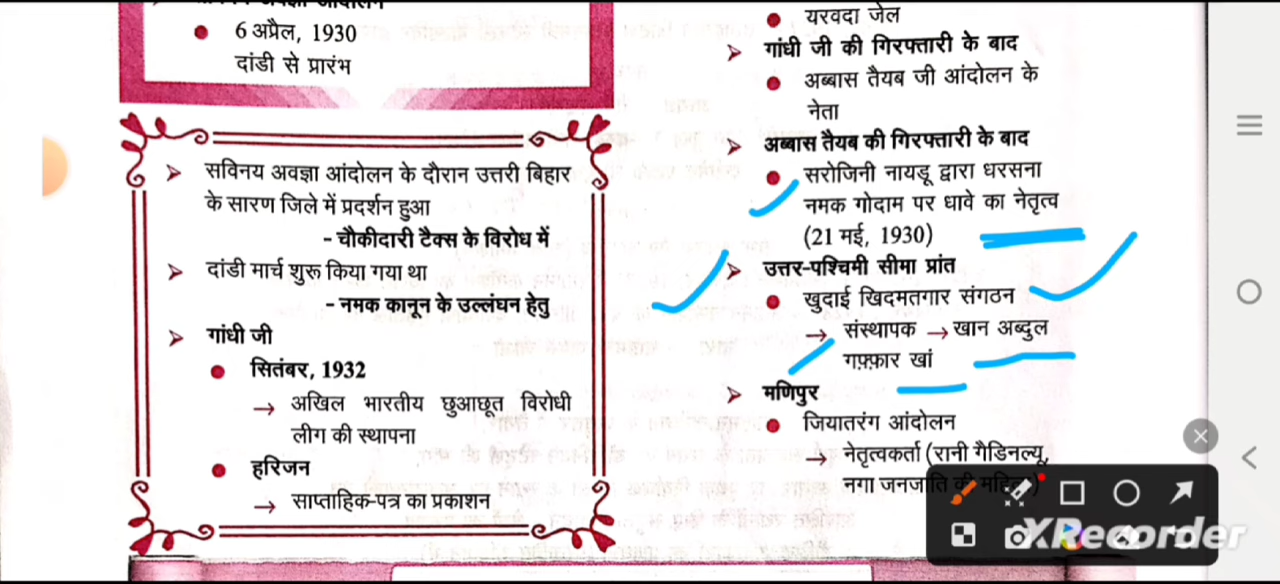 6 अप्रैल, 1930
दांडी से प्रारंभ
सविनय अवज्ञा आंदोलन के दौरान उत्तरी बिहार
के सारण जिले में प्रदर्शन हुआ
- चौकीदारी टैक्स के विरोध में
दांडी मार्च शुरू किया गया था
- नमक कानून के उल्लंघन हेतु
गांधी जी
सितंबर, 1932
→ अखिल भारतीय छुआछूत विरोधी
लीग की स्थापना
हरिजन
→ साप्ताहिक-पत्र का प्रकाशन
यरवदा जेल
गांधी जी की गिरफ्तारी के बाद
अब्बास तैयब जी आंदोलन के
नेता
अब्बास तैयब की गिरफ्तारी के बाद
सरोजिनी नायडू द्वारा धरसना
नमक गोदाम पर धावे का नेतृत्व
(21 मई, 1930)
उत्तर-पश्चिमी सीमा प्रांत
खुदाई खिदमतगार संगठन
→ संस्थापक → खान अब्दुल
गफ़्फ़ार खां
मणिपुर
जियातरंग आंदोलन
→ नेतृत्वकर्ता (रानी गैडिनल्यू,
नगा जनजाति की महिला)
XRecorder